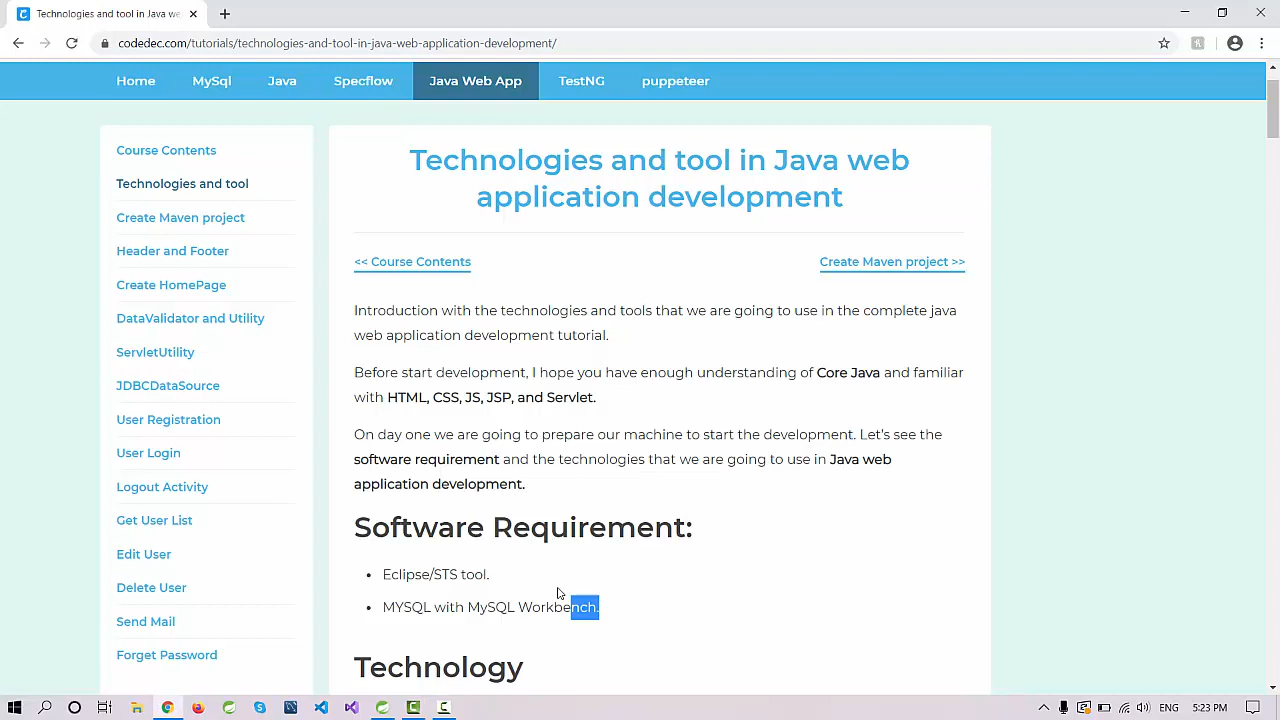 Technologies and tool in Java we
codedec.com/tutorials/technologies-and-tool-in-java-web-application-development/
Home MySql Java Specflow Java Web App TestNG puppeteer
Course Contents
Technologies and tool
Create Maven project
Header and Footer
Create HomePage
DataValidator and Utility
ServletUtility
JDBCDataSource
User Registration
User Login
Logout Activity
Get User List
Edit User
Delete User
Send Mail
Forget Password
Technologies and tool in Java web
application development
<< Course Contents
Create Maven project >>
Introduction with the technologies and tools that we are going to use in the complete java
web application development tutorial.
Before start development, I hope you have enough understanding of Core Java and familiar
with HTML, CSS, JS, JSP, and Servlet.
On day one we are going to prepare our machine to start the development. Let's see the
software requirement and the technologies that we are going to use in Java web
application development.
Software Requirement:
Eclipse/STS tool.
MYSQL with MySQL Workbench.
Technology
ENG 5:23 PM